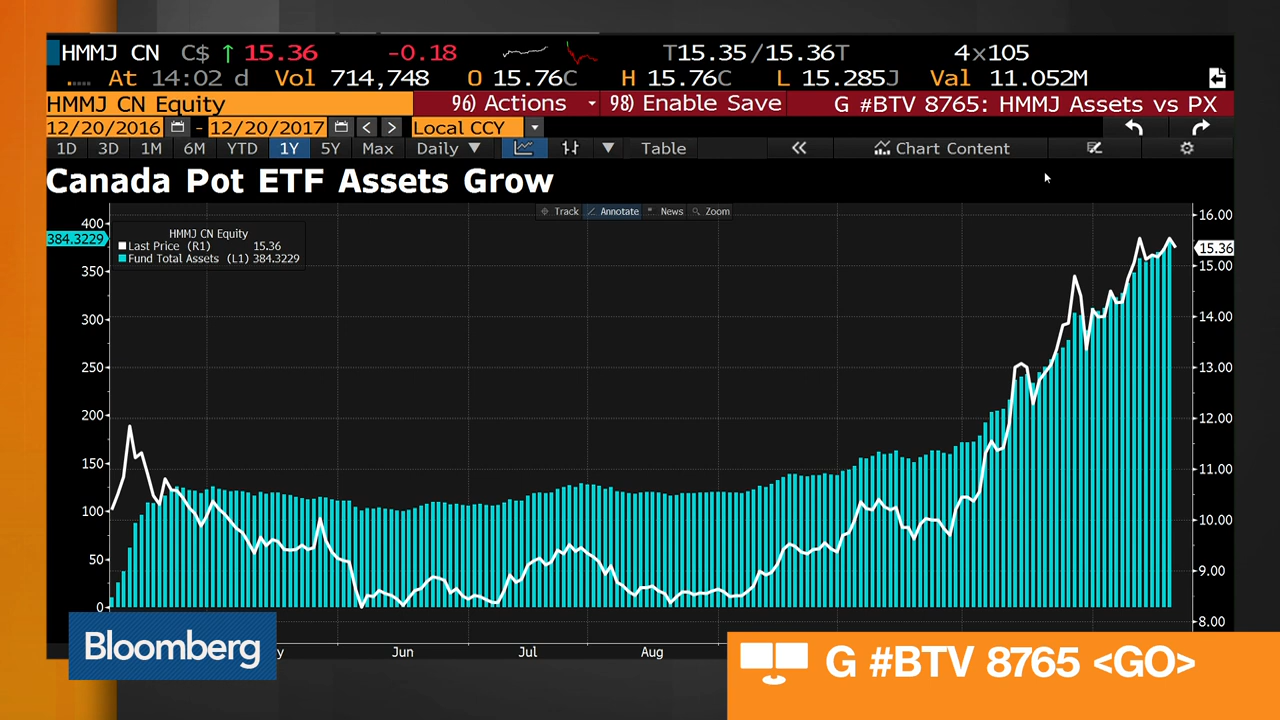 HMMJ CN C$ ↑ 15.36 -0.18 T15.35/15.36T 4×105
At 14:02 d Vol 714,748 O 15.76C H 15.76C L 15.285J Val 11.052M
HMMJ CN Equity 96) Actions 98) Enable Save G #BTV 8765: HMMJ Assets vs PX
12/20/2016 - 12/20/2017 < > Local CCY
1D 3D 1M 6M YTD 1Y 5Y Max Daily ▼ ▼ Table « Chart Content
Canada Pot ETF Assets Grow
Track Annotate News Zoom
16.00
400
HMMJ CN Equity
384.3229
Last Price (R1) 15.36
15.36
Fund Total Assets (L1) 384.3229
15.00
350
300
14.00
250
13.00
200
12.00
150
11.00
100
10.00
50
9.00
0
8.00
Bloomberg
Jun Jul Aug
G #BTV 8765 <GO>